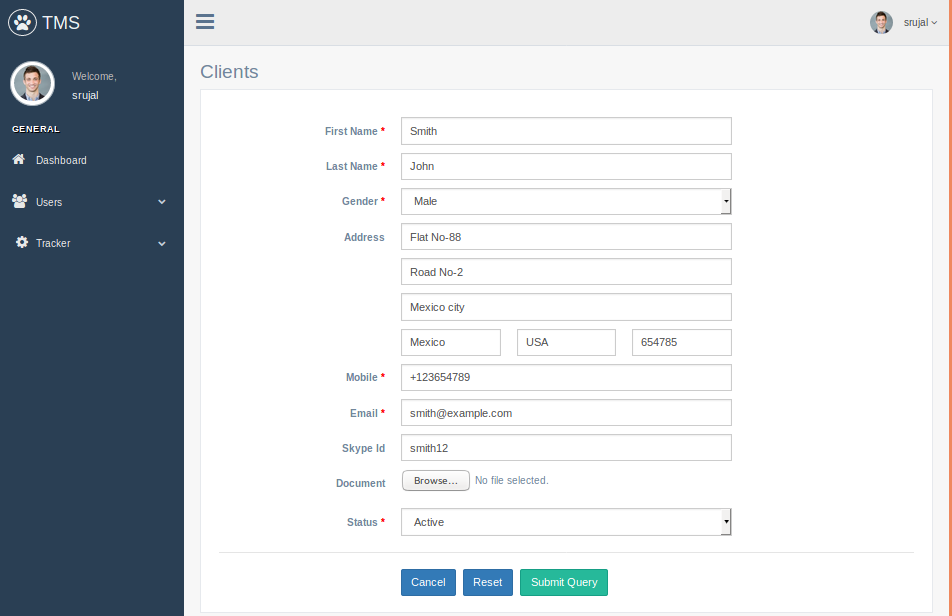 TMS
srujal
Welcome,
srujal
GENERAL
Dashboard
Users
Tracker
Clients
First Name * Smith
Last Name * John
Gender * Male
Address Flat No-88
Road No-2
Mexico city
Mexico USA 654785
Mobile * +123654789
Email * smith@example.com
Skype Id smith12
Document Browse... No file selected.
Status * Active
Cancel Reset Submit Query